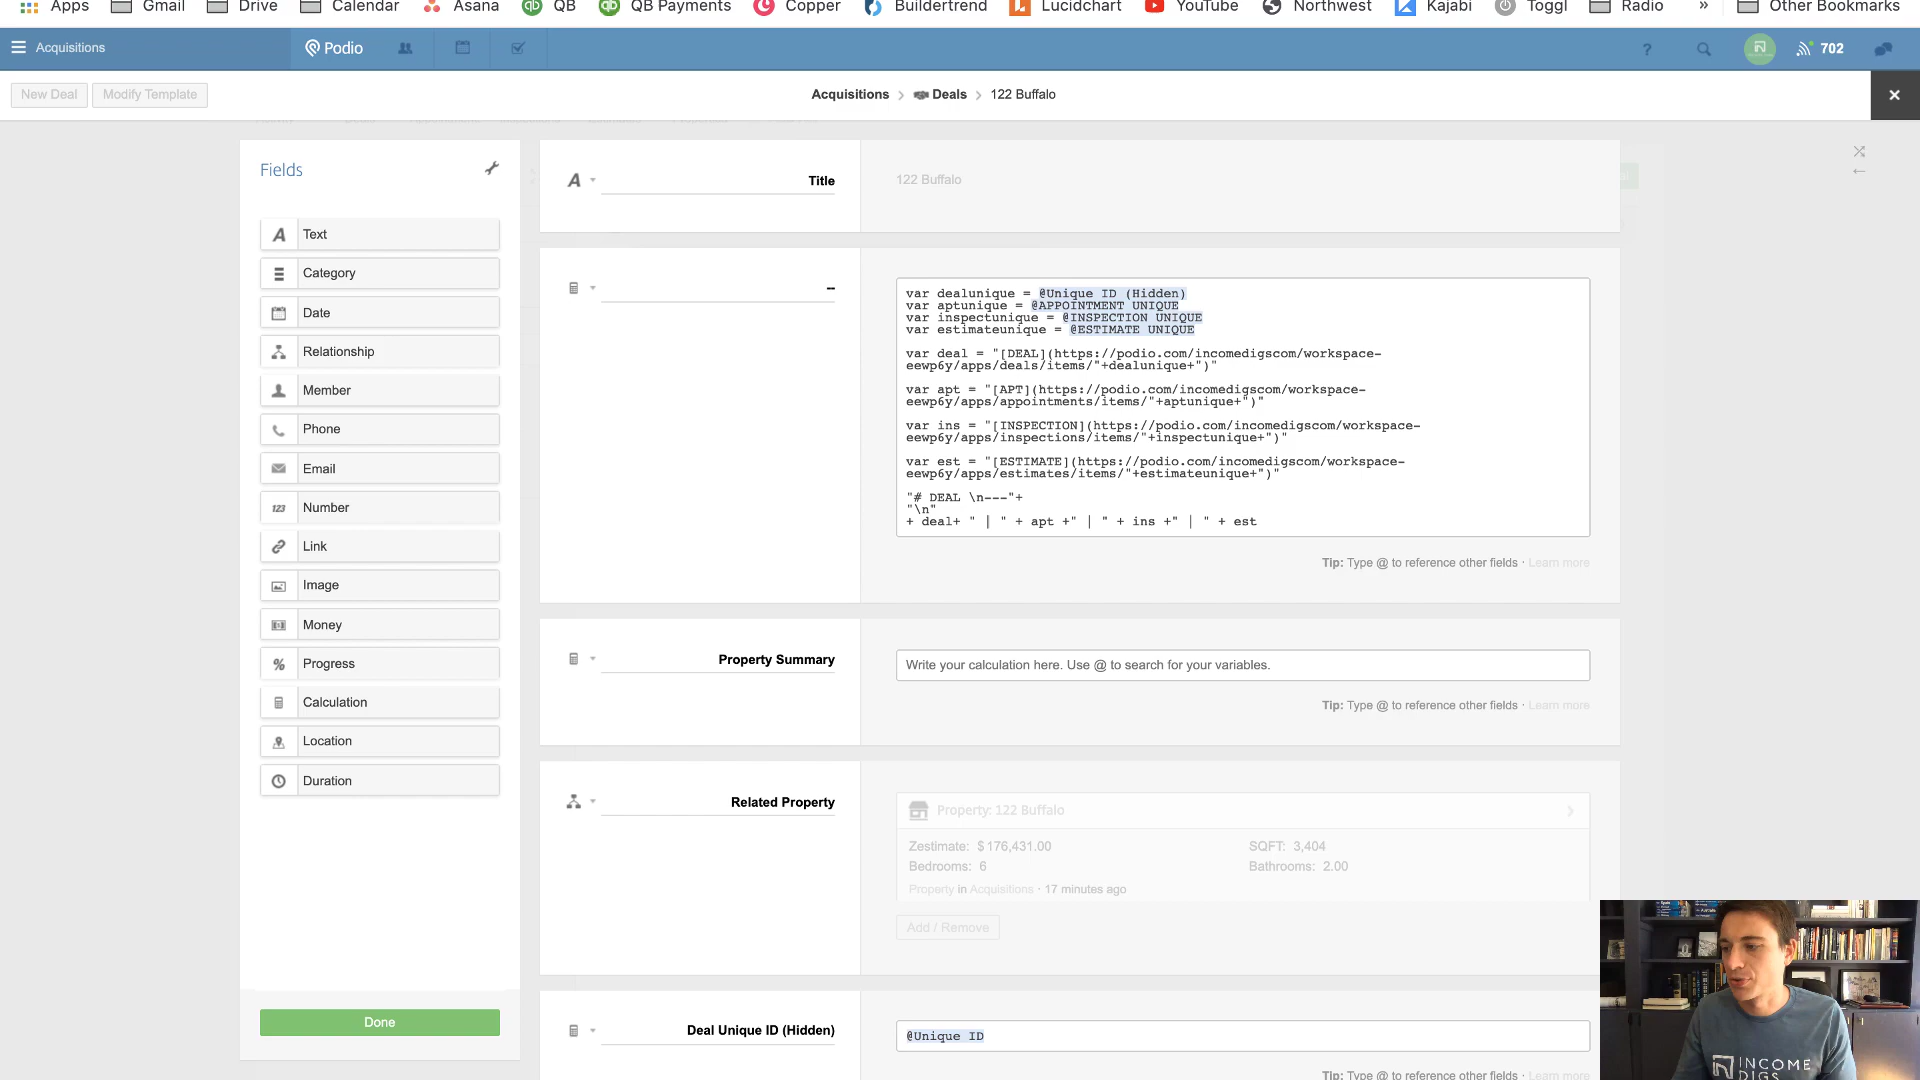 Apps Gmail Drive Calendar Asana QB QB Payments Copper Buildertrend Lucidchart YouTube Northwest Kajabi Toggl Radio » Other Bookmarks
Acquisitions Podio ? 702
New Deal Modify Template Acquisitions > Deals > 122 Buffalo ×
Fields
Text
Category
Date
Relationship
Member
Phone
Email
Number
Link
Image
Money
Progress
Calculation
Location
Duration
Done
Title
122 Buffalo
--
var dealunique = @Unique ID (Hidden)
var aptunique = @APPOINTMENT UNIQUE
var inspectunique = @INSPECTION UNIQUE
var estimateunique = @ESTIMATE UNIQUE
var deal = "[DEAL](https://podio.com/incomedigscom/workspace-
eewp6y/apps/deals/items/"+dealunique+")"
var apt = "[APT](https://podio.com/incomedigscom/workspace-
eewp6y/apps/appointments/items/"+aptunique+")"
var ins = "[INSPECTION](https://podio.com/incomedigscom/workspace-
eewp6y/apps/inspections/items/"+inspectunique+")"
var est = "[ESTIMATE](https://podio.com/incomedigscom/workspace-
eewp6y/apps/estimates/items/"+estimateunique+")"
"# DEAL \n---"+
"\n"
+ deal+ " | " + apt +" | " + ins +" | " + est
Tip: Type @ to reference other fields · Learn more
Property Summary
Write your calculation here. Use @ to search for your variables.
Tip: Type @ to reference other fields · Learn more
Related Property
Property: 122 Buffalo
Zestimate: $176,431.00 SQFT: 3,404
Bedrooms: 6 Bathrooms: 2.00
Property in Acquisitions · 17 minutes ago
Add / Remove
Deal Unique ID (Hidden)
@Unique ID
Tip: Type @ to reference other fields · Learn more
INCOME
DIGS